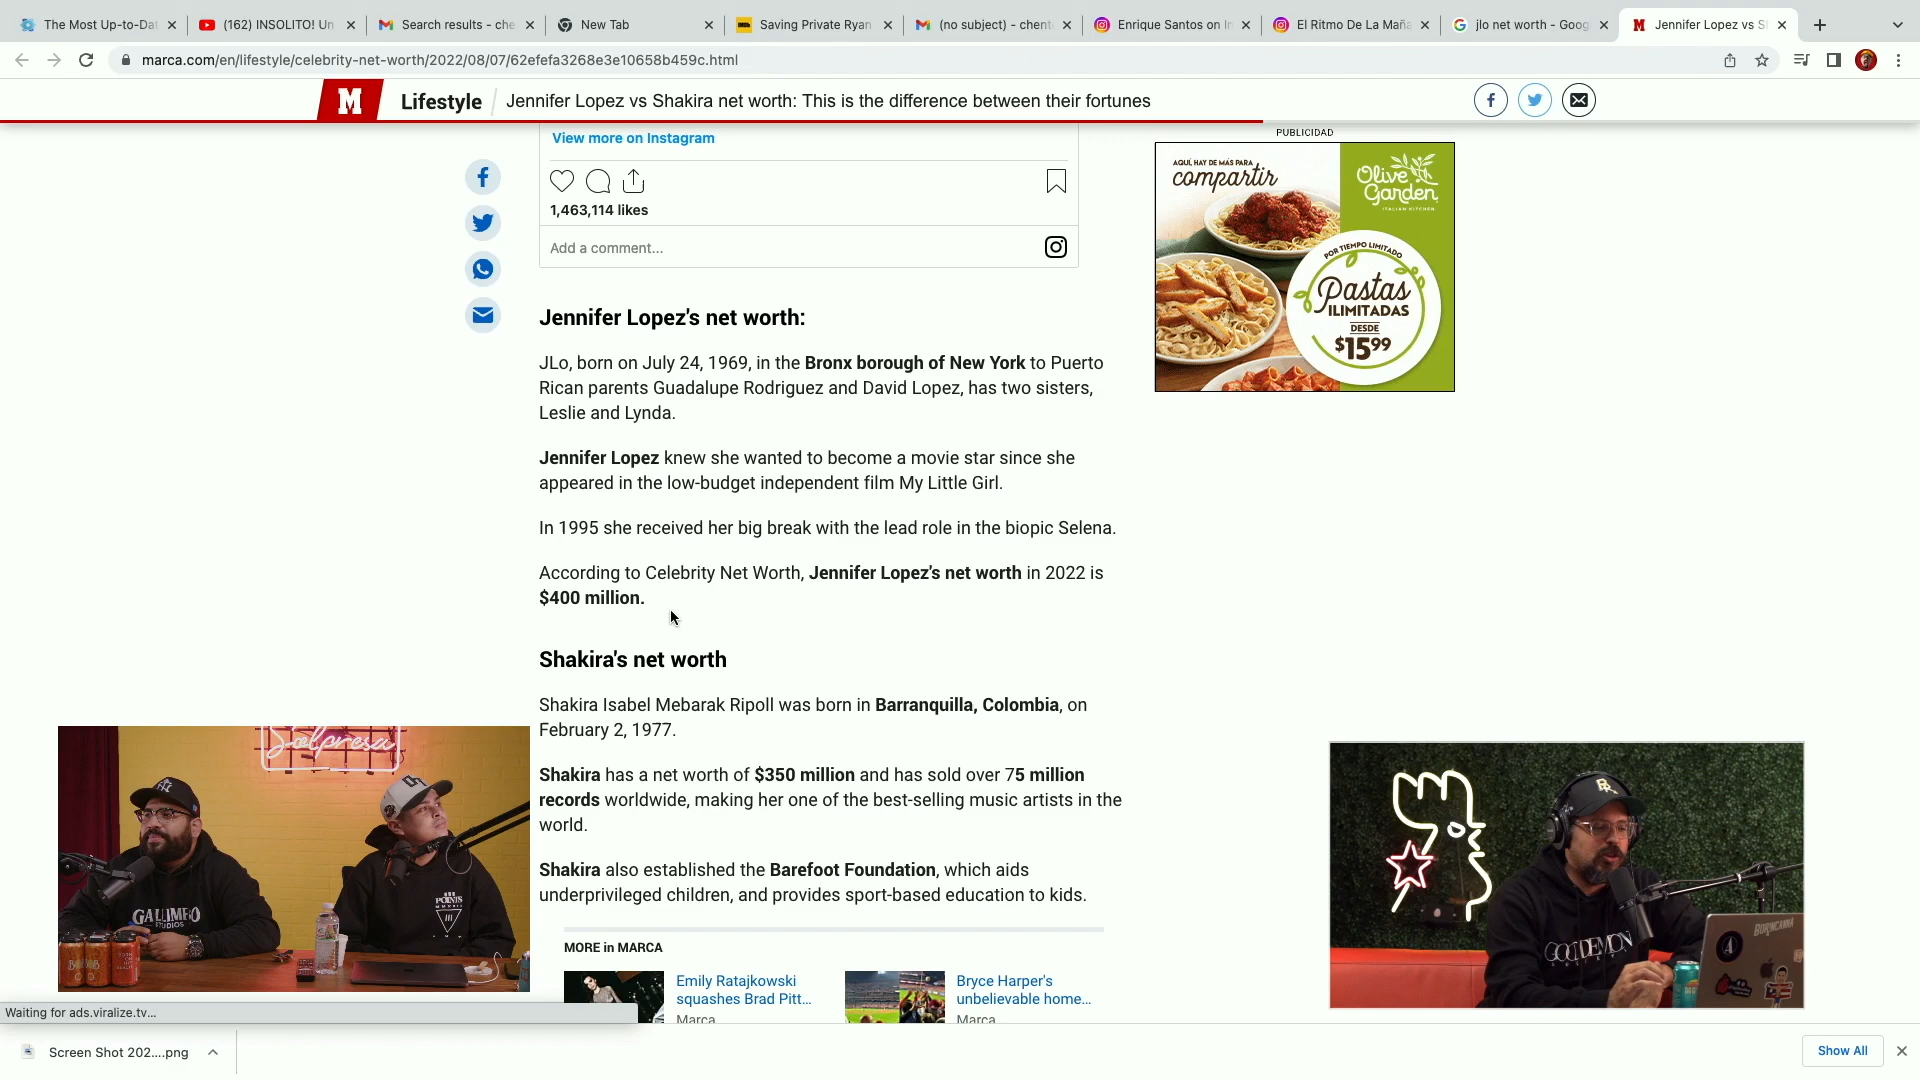 The Most Up-to-Dat
(162) INSOLITO! Un
Search results - che
New Tab
Saving Private Ryan
(no subject) - chent
Enrique Santos on In
El Ritmo De La Maña
jlo net worth - Goog
Jennifer Lopez vs S
marca.com/en/lifestyle/celebrity-net-worth/2022/08/07/62efefa3268e3e10658b459c.html
M Lifestyle Jennifer Lopez vs Shakira net worth: This is the difference between their fortunes
View more on Instagram
1,463,114 likes
Add a comment...
PUBLICIDAD
AQUÍ, HAY DE MÁS PARA
compartir
Olive
Garden
ITALIAN KITCHEN
POR TIEMPO LIMITADO
Pastas
ILIMITADAS
DESDE
$15.99
Jennifer Lopez's net worth:
JLo, born on July 24, 1969, in the Bronx borough of New York to Puerto
Rican parents Guadalupe Rodriguez and David Lopez, has two sisters,
Leslie and Lynda.
Jennifer Lopez knew she wanted to become a movie star since she
appeared in the low-budget independent film My Little Girl.
In 1995 she received her big break with the lead role in the biopic Selena.
According to Celebrity Net Worth, Jennifer Lopez's net worth in 2022 is
$400 million.
Shakira's net worth
Shakira Isabel Mebarak Ripoll was born in Barranquilla, Colombia, on
February 2, 1977.
Shakira has a net worth of $350 million and has sold over 75 million
records worldwide, making her one of the best-selling music artists in the
world.
Shakira also established the Barefoot Foundation, which aids
underprivileged children, and provides sport-based education to kids.
MORE in MARCA
Emily Ratajkowski
squashes Brad Pitt...
Marca
Bryce Harper's
unbelievable home...
Marca
Salpresa
GALLIMBO
STUDIOS
POINTS
GOOD DEMON
SOCIETY
BORNCANNA
Waiting for ads.viralize.tv...
Screen Shot 202....png
Show All